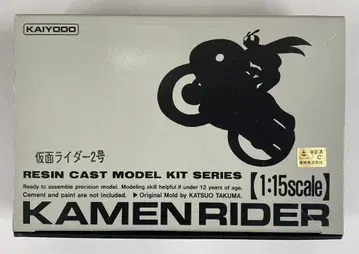 KAIYODO
仮面ライダー2号
RESIN CAST MODEL KIT SERIES
Ready to assemble precision model. Modeling skill helpful if under 12 years of age.
Cement and paint are not included. ▶ Original Mold by KATSUO TAKUMA.
【1:15scale】
KAMEN RIDER